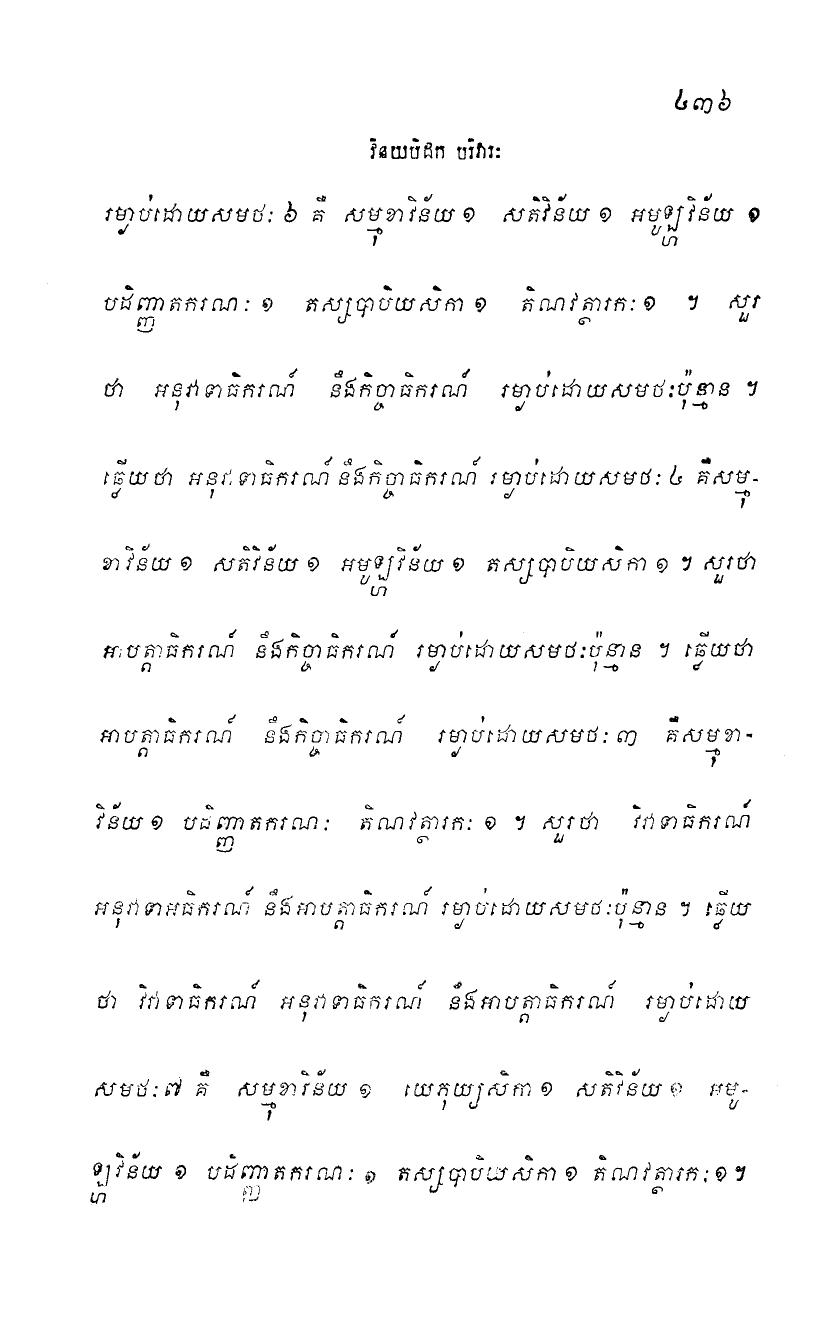 ៤៣៦
វិនយបិដក បរិវារៈ
រម្ងាប់ដោយសមថៈ ៦ គឺ សម្មុខាវិន័យ ១ សតិវិន័យ ១ អមូឡ្ហវិន័យ ១
បដិញ្ញាតករណៈ ១ តស្សបាបិយសិកា ១ តិណវត្ថារកៈ ១ ។ សួរ
ថា អនុវាទាធិករណ៍ នឹងកិច្ចាធិករណ៍ រម្ងាប់ដោយសមថៈប៉ុន្មាន ។
ឆ្លើយថា អនុវាទាធិករណ៍ នឹងកិច្ចាធិករណ៍ រម្ងាប់ដោយសមថៈ ៤ គឺសម្មុ-
ខាវិន័យ ១ សតិវិន័យ ១ អមូឡ្ហវិន័យ ១ តស្សបាបិយសិកា ១ ។ សួរថា
អាបត្តាធិករណ៍ នឹងកិច្ចាធិករណ៍ រម្ងាប់ដោយសមថៈប៉ុន្មាន ។ ឆ្លើយថា
អាបត្តាធិករណ៍ នឹងកិច្ចាធិករណ៍ រម្ងាប់ដោយសមថៈ ៣ គឺសម្មុខា-
វិន័យ ១ បដិញ្ញាតករណៈ តិណវត្ថារកៈ ១ ។ សួរថា វិវាទាធិករណ៍
អនុវាទាអធិករណ៍ នឹងអាបត្តាធិករណ៍ រម្ងាប់ដោយសមថៈប៉ុន្មាន ។ ឆ្លើយ
ថា វិវាទាធិករណ៍ អនុវាទាធិករណ៍ នឹងអាបត្តាធិករណ៍ រម្ងាប់ដោយ
សមថៈ ៧ គឺ សម្មុខាវិន័យ ១ យេភុយ្យសិកា ១ សតិវិន័យ ១ អមូ-
ឡ្ហវិន័យ ១ បដិញ្ញាតករណៈ ១ តស្សបាបិយសិកា ១ តិណវត្ថារកៈ ១ ។